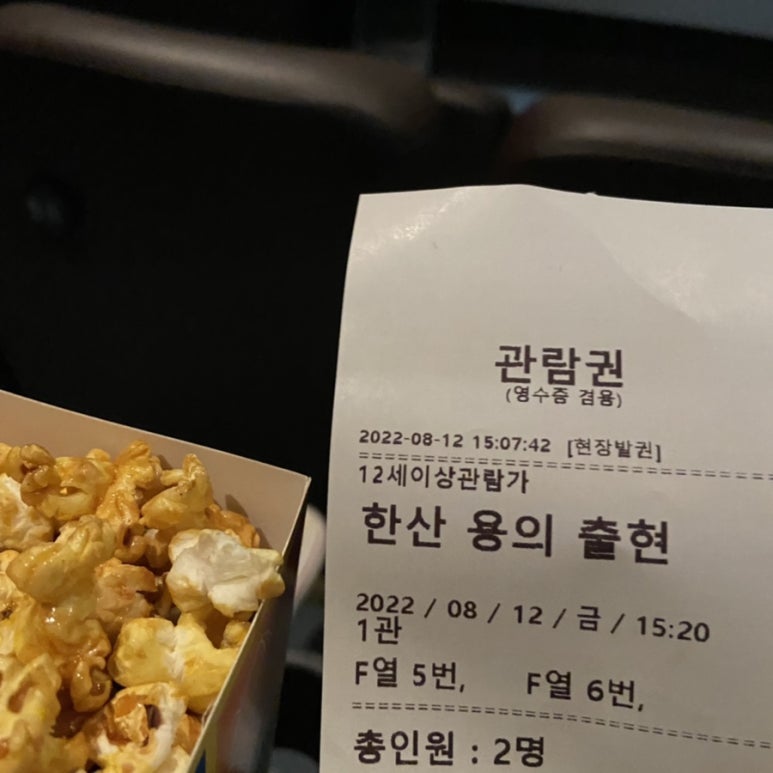 관람권
(영수증 겸용)
2022-08-12 15:07:42 [현장발권]
12세이상관람가
한산 용의 출현
2022 / 08 / 12 / 금 / 15:20
1관
F열 5번, F열 6번,
총인원 : 2명